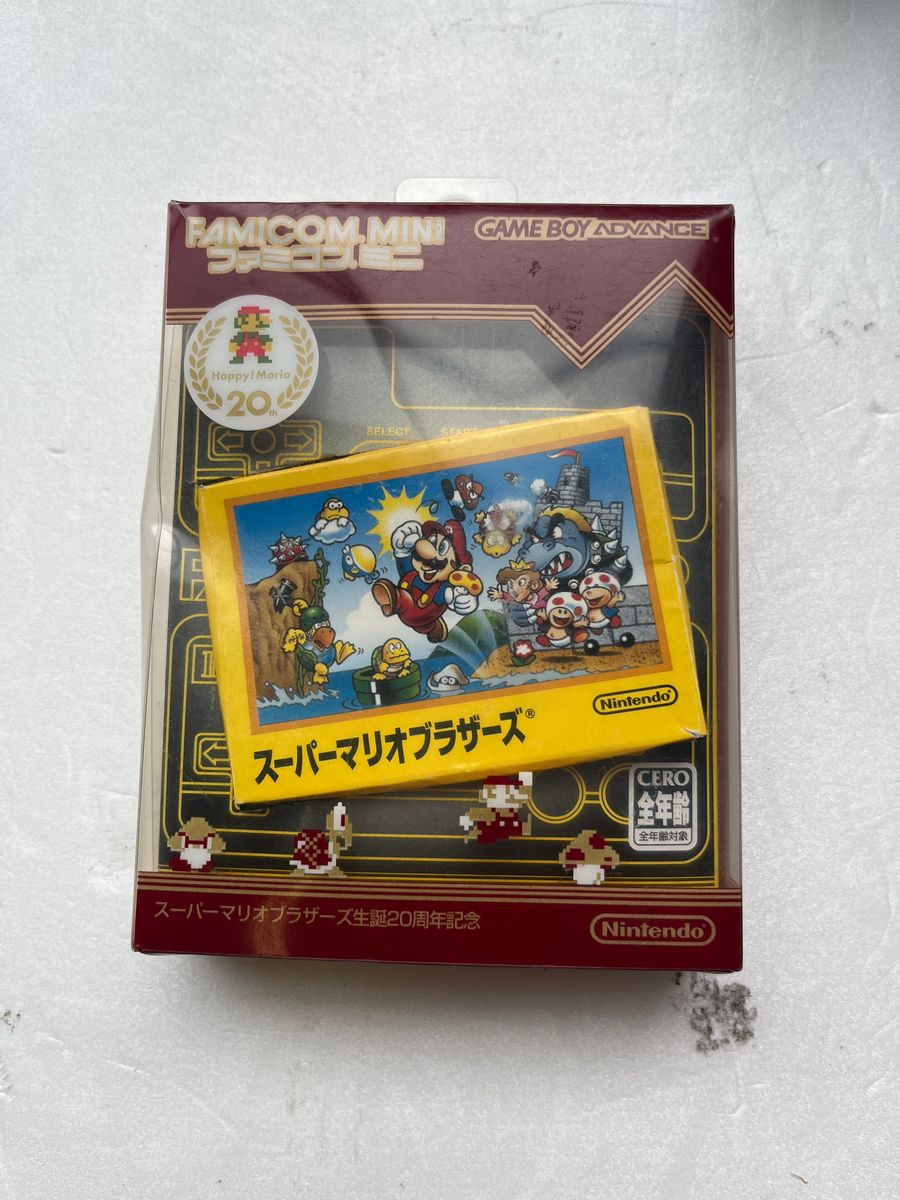 FAMICOM MINI
ファミコンミニ
GAME BOY ADVANCE
Happy! Mario
20th
SELECT
START
スーパーマリオブラザーズ®
Nintendo®
CERO
全年齢
全年齢対象
スーパーマリオブラザーズ生誕20周年記念
Nintendo®